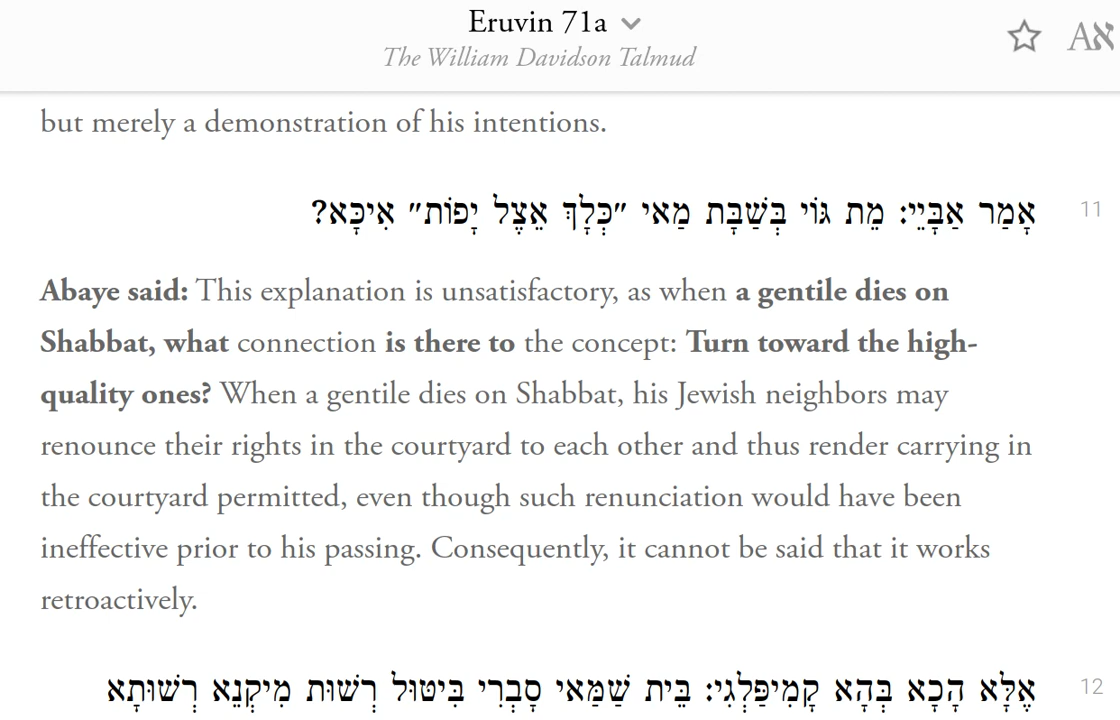 Eruvin 71a
The William Davidson Talmud
Aא
but merely a demonstration of his intentions.
אֲמַר אַבָּיֵי: מֵת גּוֹי בְּשַׁבָּת מַאי ״כְּלָךְ אֵצֶל יָפוֹת״ אִיכָּא?
11
Abaye said: This explanation is unsatisfactory, as when a gentile dies on
Shabbat, what connection is there to the concept: Turn toward the high-
quality ones? When a gentile dies on Shabbat, his Jewish neighbors may
renounce their rights in the courtyard to each other and thus render carrying in
the courtyard permitted, even though such renunciation would have been
ineffective prior to his passing. Consequently, it cannot be said that it works
retroactively.
אֶלָּא הָכָא בְּהָא קָמִיפַּלְגִי: בֵּית שַׁמַּאי סָבְרִי בִּיטּוּל רְשׁוּת מִיקְנֵא רְשׁוּתָא
12